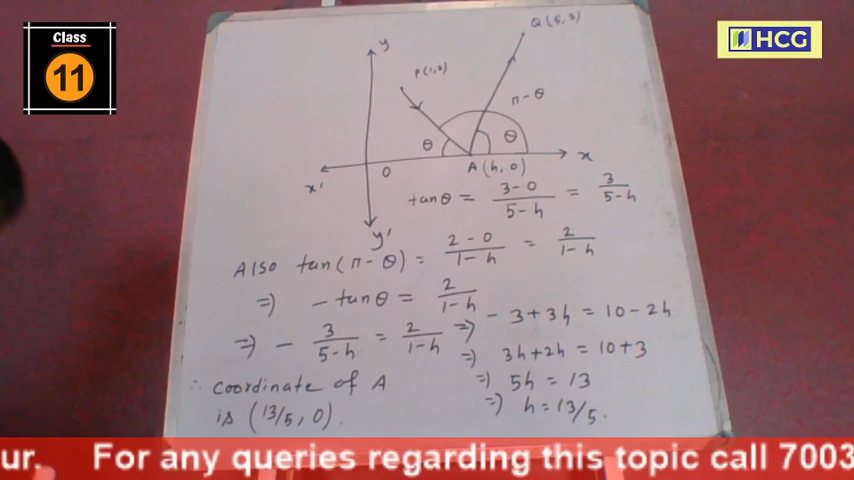 Class
11
HCG
y
Q (5, 3)
P(1, 2)
π - θ
θ
θ
x'
O
A (h, 0)
x
y'
tanθ = 3-0/5-h = 3/5-h
Also tan(π - θ) = 2-0/1-h = 2/1-h
⇒ - tanθ = 2/1-h
⇒ - 3/5-h = 2/1-h ⇒ - 3 + 3h = 10 - 2h
⇒ 3h + 2h = 10 + 3
⇒ 5h = 13
⇒ h = 13/5.
∴ Coordinate of A
is (13/5, 0).
ur. For any queries regarding this topic call 7003